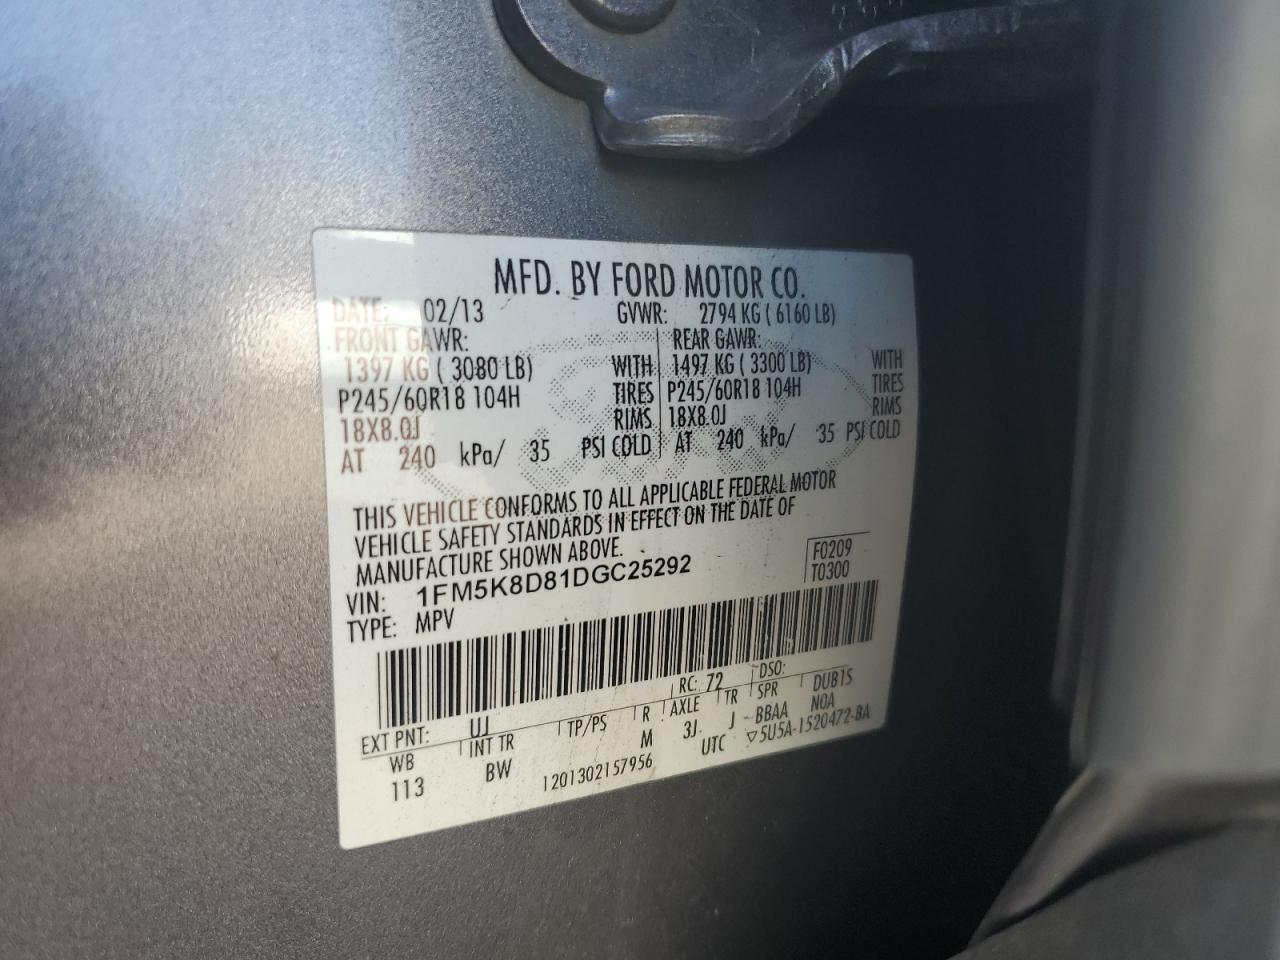 MFD. BY FORD MOTOR CO.
DATE: 02/13 GVWR: 2794 KG ( 6160 LB)
FRONT GAWR: REAR GAWR:
1397 KG ( 3080 LB) WITH 1497 KG ( 3300 LB) WITH
P245/60R18 104H TIRES P245/60R18 104H TIRES
18X8.0J RIMS 18X8.0J RIMS
AT 240 kPa/ 35 PSI COLD AT 240 kPa/ 35 PSI COLD
THIS VEHICLE CONFORMS TO ALL APPLICABLE FEDERAL MOTOR
VEHICLE SAFETY STANDARDS IN EFFECT ON THE DATE OF
MANUFACTURE SHOWN ABOVE.
F0209
VIN: 1FM5K8D81DGC25292
T0300
TYPE: MPV
EXT PNT: UJ RC: 72 DSO:
WB INT TR TP/PS R AXLE TR SPR DUB1S
113 BW M 3J J BBAA NOA
1201302157956 UTC ▽5U5A-1520472-BA